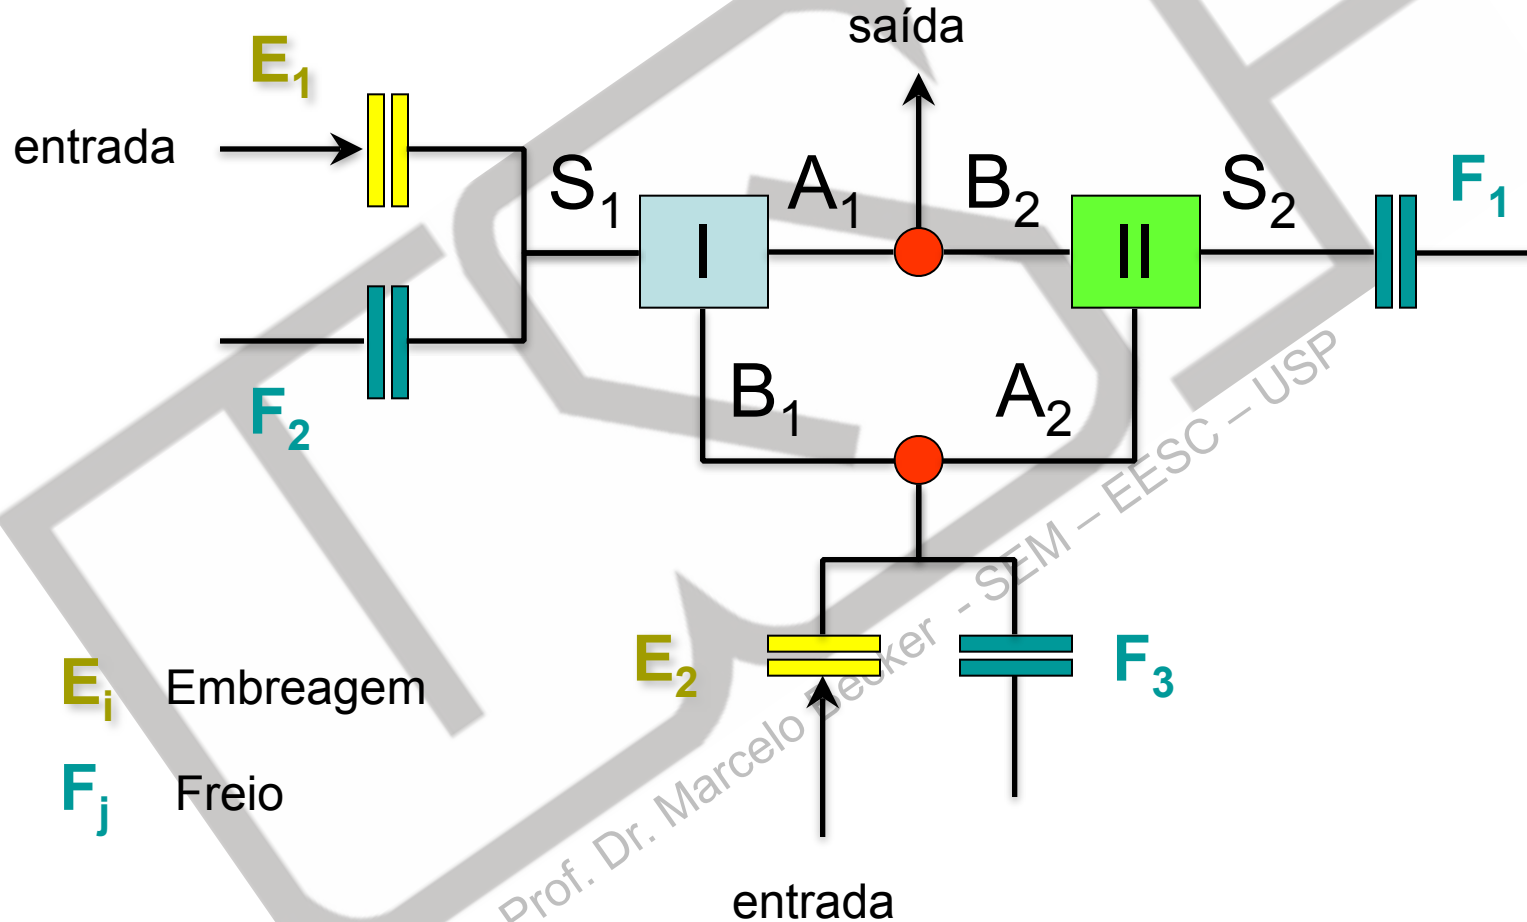 saída
E1
entrada
S1
A1
B2
S2
F1
I
II
F2
B1
A2
E2
F3
Ei Embreagem
Fj Freio
entrada
Prof. Dr. Marcelo Becker - SEM – EESC – USP